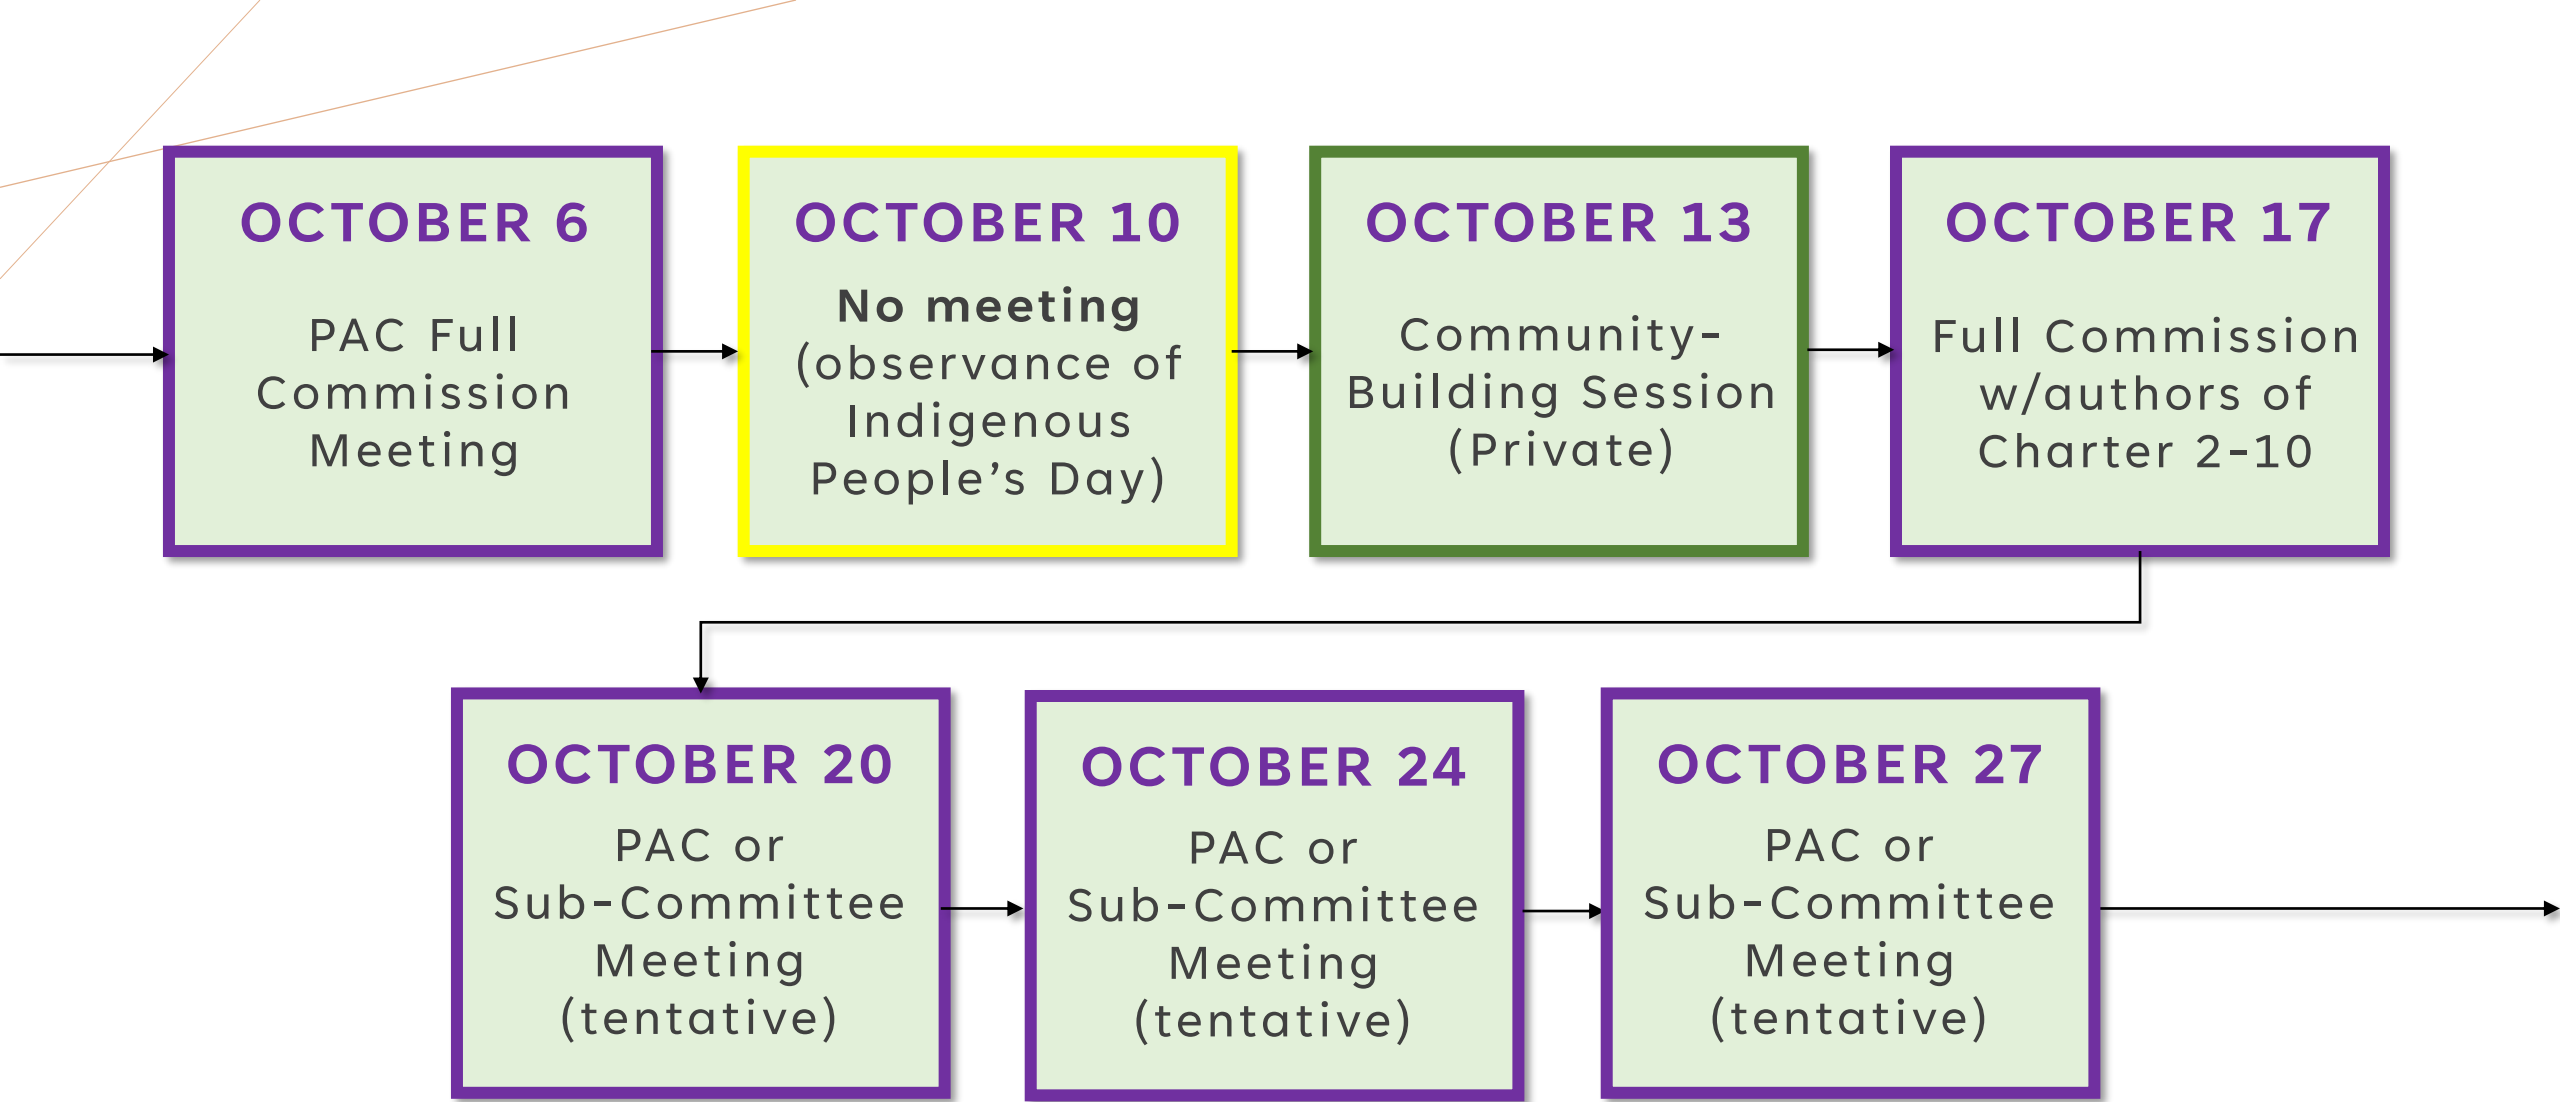 OCTOBER 6
PAC Full
Commission
Meeting
OCTOBER 10
No meeting
(observance of
Indigenous
People’s Day)
OCTOBER 13
Community-
Building Session
(Private)
OCTOBER 17
Full Commission
w/authors of
Charter 2-10
OCTOBER 20
PAC or
Sub-Committee
Meeting
(tentative)
OCTOBER 24
PAC or
Sub-Committee
Meeting
(tentative)
OCTOBER 27
PAC or
Sub-Committee
Meeting
(tentative)